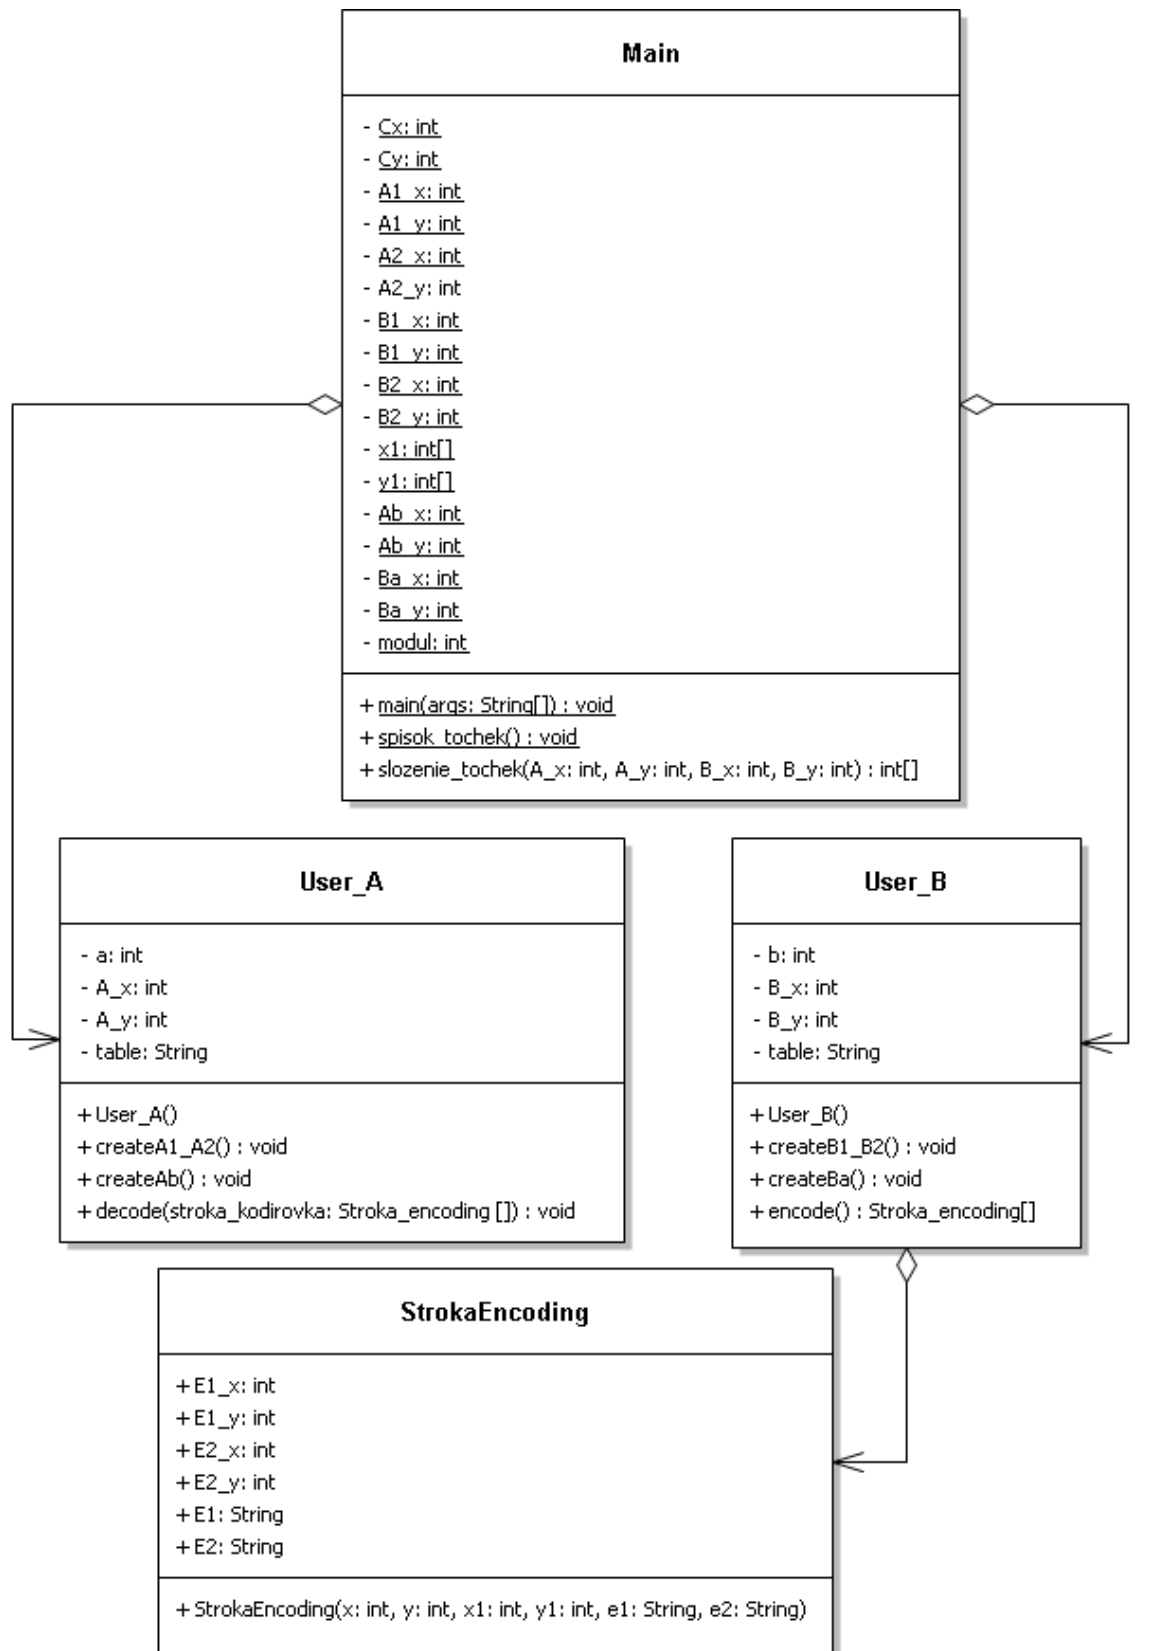 Main
- Cx: int
- Cy: int
- A1_x: int
- A1_y: int
- A2_x: int
- A2_y: int
- B1_x: int
- B1_y: int
- B2_x: int
- B2_y: int
- x1: int[]
- y1: int[]
- Ab_x: int
- Ab_y: int
- Ba_x: int
- Ba_y: int
- modul: int
+ main(args: String[]) : void
+ spisok_tochek() : void
+ slozenie_tochek(A_x: int, A_y: int, B_x: int, B_y: int) : int[]
User_A
- a: int
- A_x: int
- A_y: int
- table: String
+ User_A()
+ createA1_A2() : void
+ createAb() : void
+ decode(stroka_kodirovka: Stroka_encoding []) : void
User_B
- b: int
- B_x: int
- B_y: int
- table: String
+ User_B()
+ createB1_B2() : void
+ createBa() : void
+ encode() : Stroka_encoding[]
StrokaEncoding
+ E1_x: int
+ E1_y: int
+ E2_x: int
+ E2_y: int
+ E1: String
+ E2: String
+ StrokaEncoding(x: int, y: int, x1: int, y1: int, e1: String, e2: String)